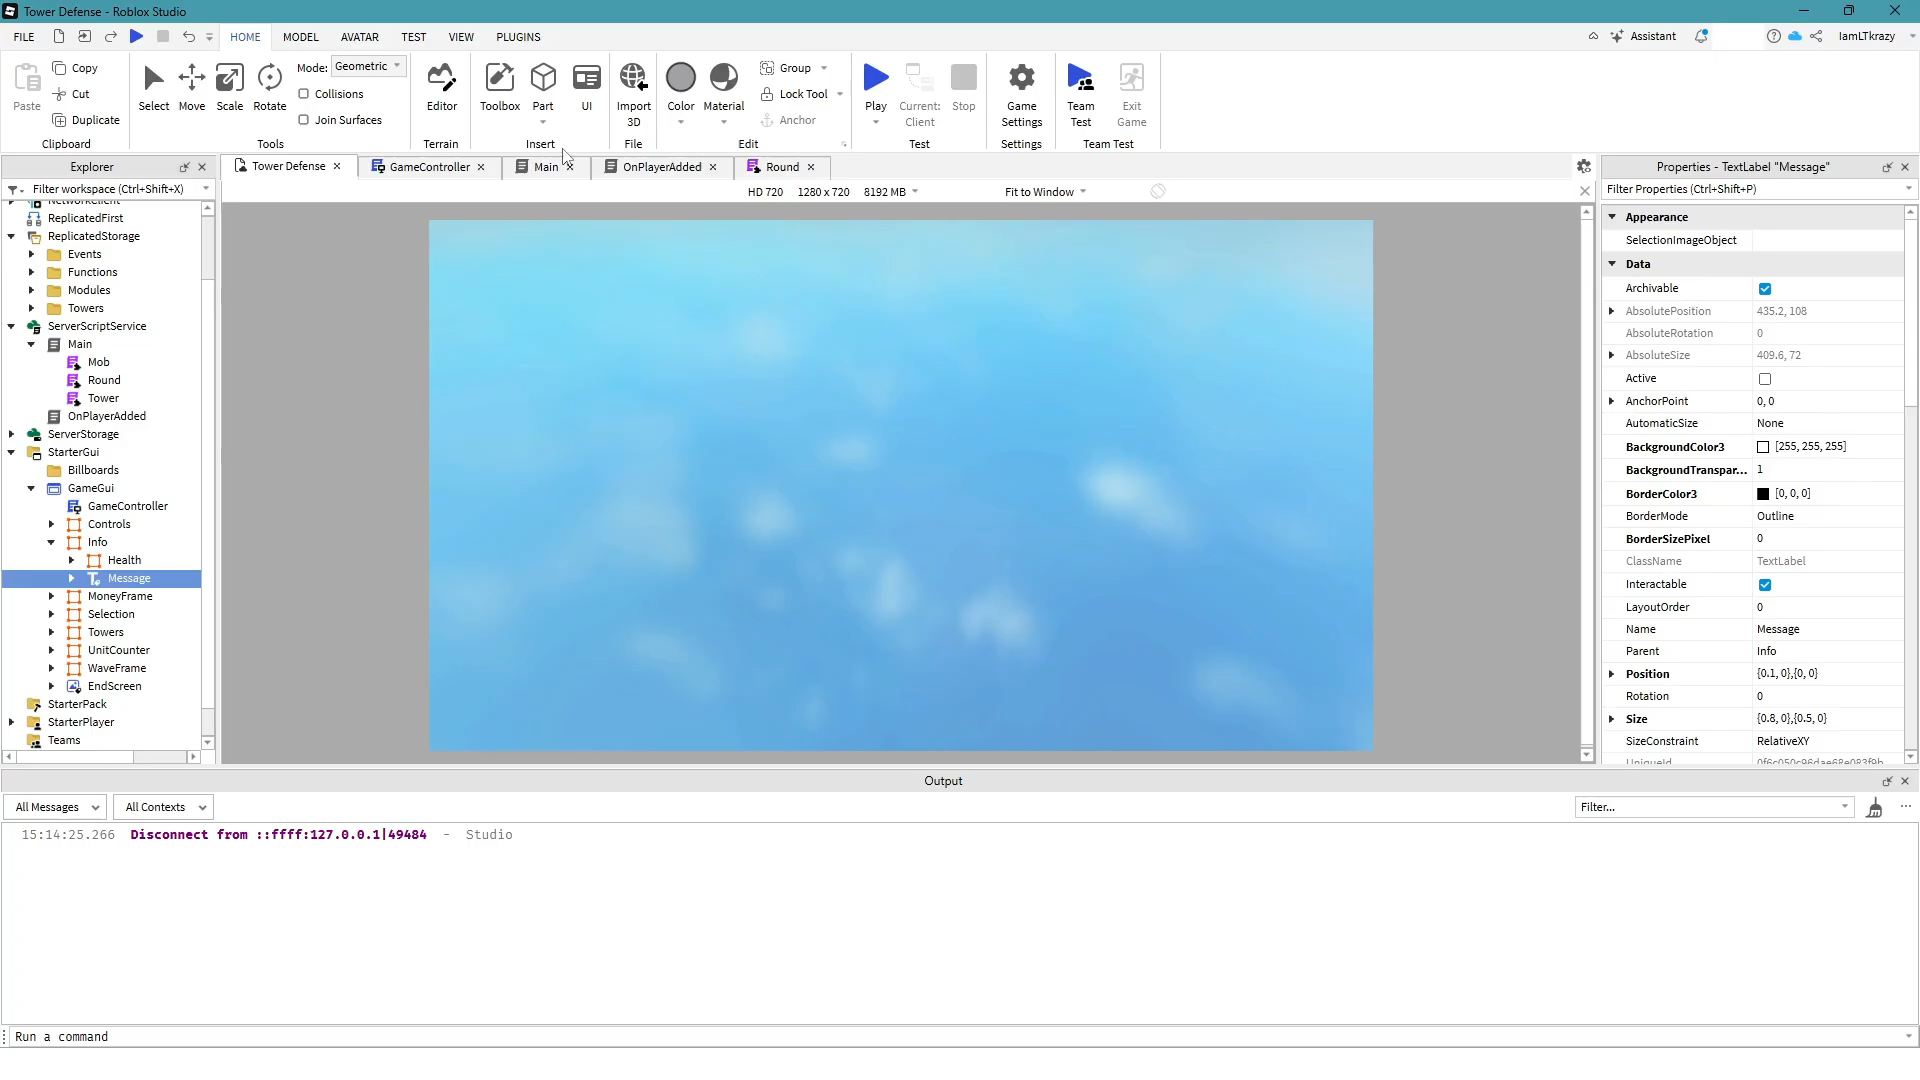 Tower Defense - Roblox Studio
FILE
HOME
MODEL
AVATAR
TEST
VIEW
PLUGINS
Assistant
IamLTkrazy
Paste
Copy
Cut
Duplicate
Clipboard
Select
Move
Scale
Rotate
Mode: Geometric
Collisions
Join Surfaces
Tools
Editor
Terrain
Toolbox
Part
UI
Insert
Import
3D
File
Color
Material
Group
Lock Tool
Anchor
Edit
Play
Current:
Client
Stop
Test
Game
Settings
Settings
Team
Test
Exit
Game
Team Test
Explorer
Filter workspace (Ctrl+Shift+X)
NetworkClient
ReplicatedFirst
ReplicatedStorage
Events
Functions
Modules
Towers
ServerScriptService
Main
Mob
Round
Tower
OnPlayerAdded
ServerStorage
StarterGui
Billboards
GameGui
GameController
Controls
Info
Health
Message
MoneyFrame
Selection
Towers
UnitCounter
WaveFrame
EndScreen
StarterPack
StarterPlayer
Teams
Tower Defense
GameController
Main
OnPlayerAdded
Round
HD 720 1280 x 720 8192 MB
Fit to Window
Properties - TextLabel "Message"
Filter Properties (Ctrl+Shift+P)
Appearance
SelectionImageObject
Data
Archivable
AbsolutePosition 435.2, 108
AbsoluteRotation 0
AbsoluteSize 409.6, 72
Active
AnchorPoint 0, 0
AutomaticSize None
BackgroundColor3 [255, 255, 255]
BackgroundTranspar... 1
BorderColor3 [0, 0, 0]
BorderMode Outline
BorderSizePixel 0
ClassName TextLabel
Interactable
LayoutOrder 0
Name Message
Parent Info
Position {0.1, 0},{0, 0}
Rotation 0
Size {0.8, 0},{0.5, 0}
SizeConstraint RelativeXY
UniqueId
Output
All Messages
All Contexts
Filter...
15:14:25.266 Disconnect from ::ffff:127.0.0.1|49484 - Studio
Run a command